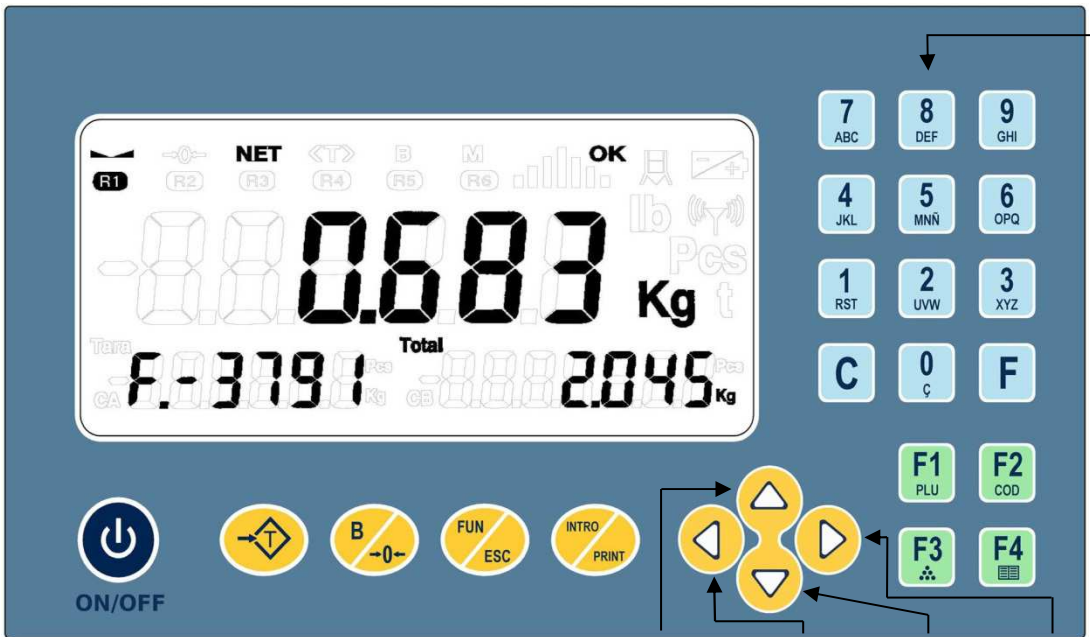 NET <T> B M OK
R1 R2 R3 R4 R5 R6
lb
Pcs
0.683 Kg t
Tara Total
F.-3791 Pcs 2.045 Pcs
CA Kg CB Kg
7 8 9
ABC DEF GHI
4 5 6
JKL MNÑ OPQ
1 2 3
RST UVW XYZ
C 0 F
Ç
F1 F2
PLU COD
F3 F4
T
B
→0←
FUN
ESC
INTRO
PRINT
ON/OFF